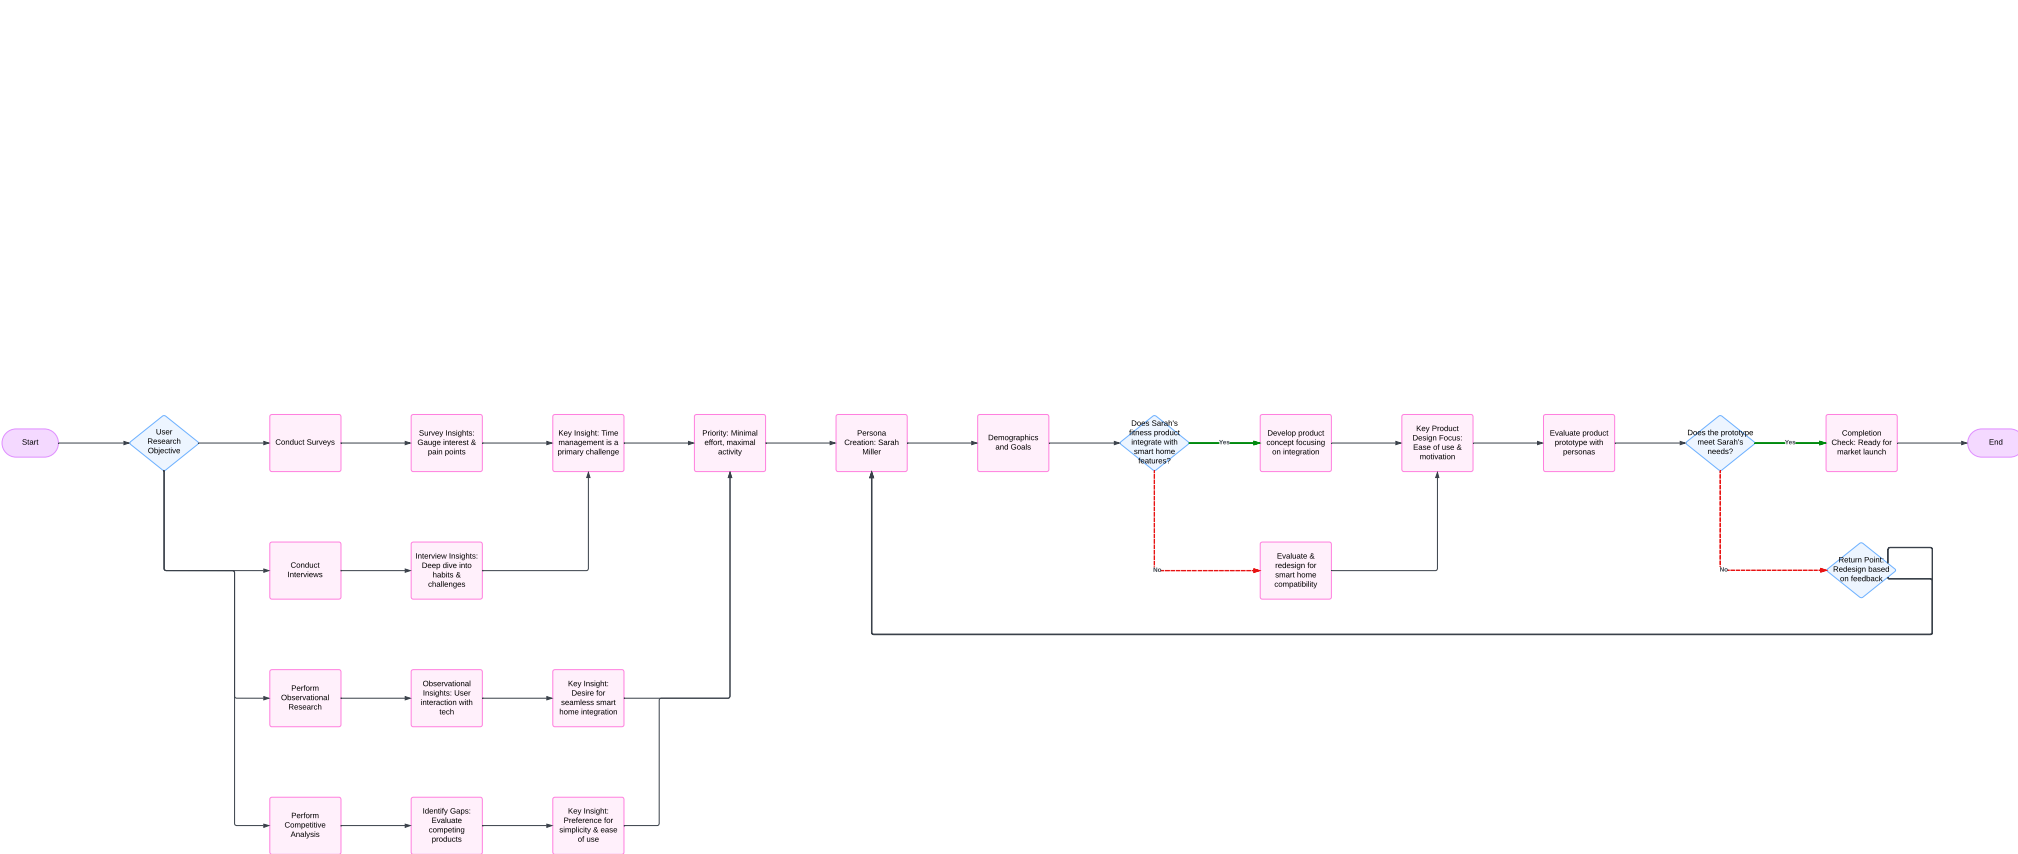 Start
User
Research
Objective
Conduct Surveys
Survey Insights:
Gauge interest &
pain points
Key Insight: Time
management is a
primary challenge
Priority: Minimal
effort, maximal
activity
Persona
Creation: Sarah
Miller
Demographics
and Goals
Does Sarah's
fitness product
integrate with
smart home
features?
Yes
Develop product
concept focusing
on integration
Key Product
Design Focus:
Ease of use &
motivation
Evaluate product
prototype with
personas
Does the prototype
meet Sarah's
needs?
Yes
Completion
Check: Ready for
market launch
End
Conduct
Interviews
Interview Insights:
Deep dive into
habits &
challenges
No
Evaluate &
redesign for
smart home
compatibility
No
Return Point:
Redesign based
on feedback
Perform
Observational
Research
Observational
Insights: User
interaction with
tech
Key Insight:
Desire for
seamless smart
home integration
Perform
Competitive
Analysis
Identify Gaps:
Evaluate
competing
products
Key Insight:
Preference for
simplicity & ease
of use